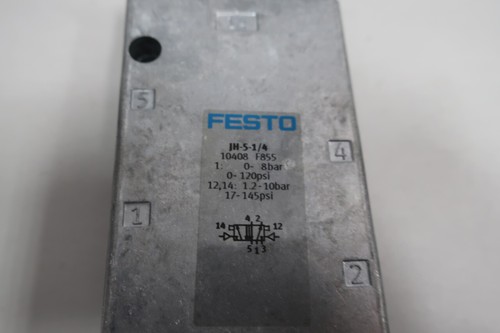 5
FESTO
JH-5-1/4
10408 F855
1: 0- 8bar
0-120psi
12,14: 1.2-10bar
17-145psi
4
1
4 2
14 12
5 1 3
2